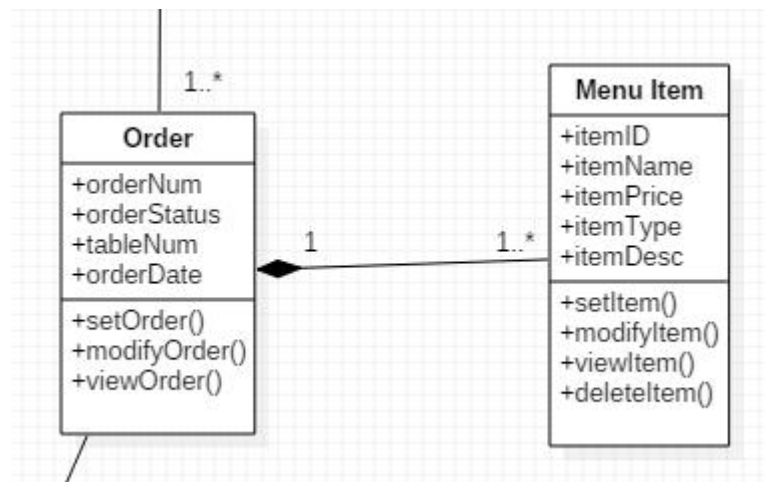 1..*
Order
+orderNum
+orderStatus
+tableNum
+orderDate
+setOrder()
+modifyOrder()
+viewOrder()
1
1..*
Menu Item
+itemID
+itemName
+itemPrice
+itemType
+itemDesc
+setItem()
+modifyItem()
+viewItem()
+deleteItem()